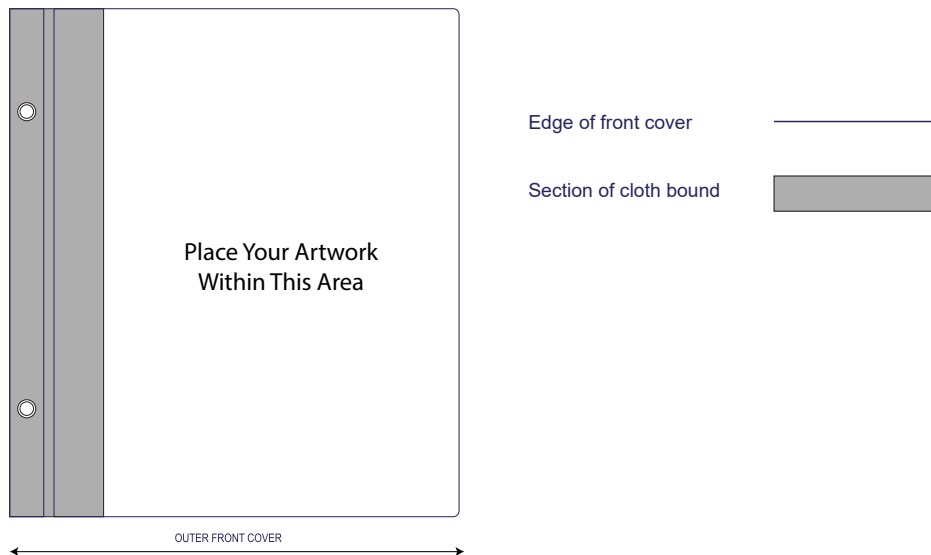 Edge of front cover
Section of cloth bound
Place Your Artwork
Within This Area
OUTER FRONT COVER